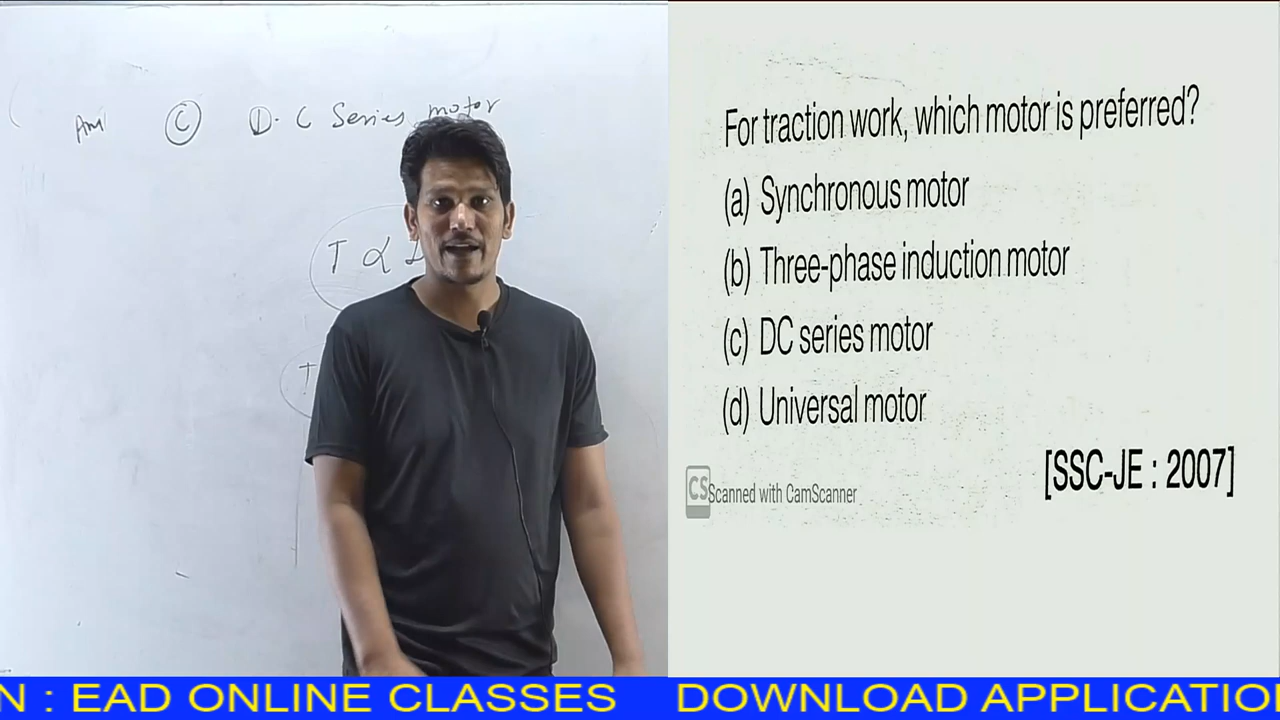 Ans (C) D.C Series motor
T α I
T
For traction work, which motor is preferred?
(a) Synchronous motor
(b) Three-phase induction motor
(c) DC series motor
(d) Universal motor
[SSC-JE : 2007]
CS Scanned with CamScanner
N : EAD ONLINE CLASSES DOWNLOAD APPLICATIO